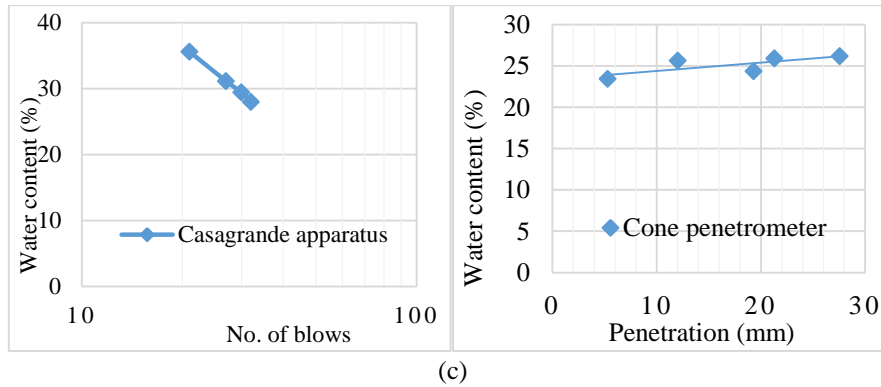 40
30
20
10
0
Water content (%)
Casagrande apparatus
10
100
No. of blows
30
25
20
15
10
5
0
Water content (%)
Cone penetrometer
0
10
20
30
Penetration (mm)
(c)